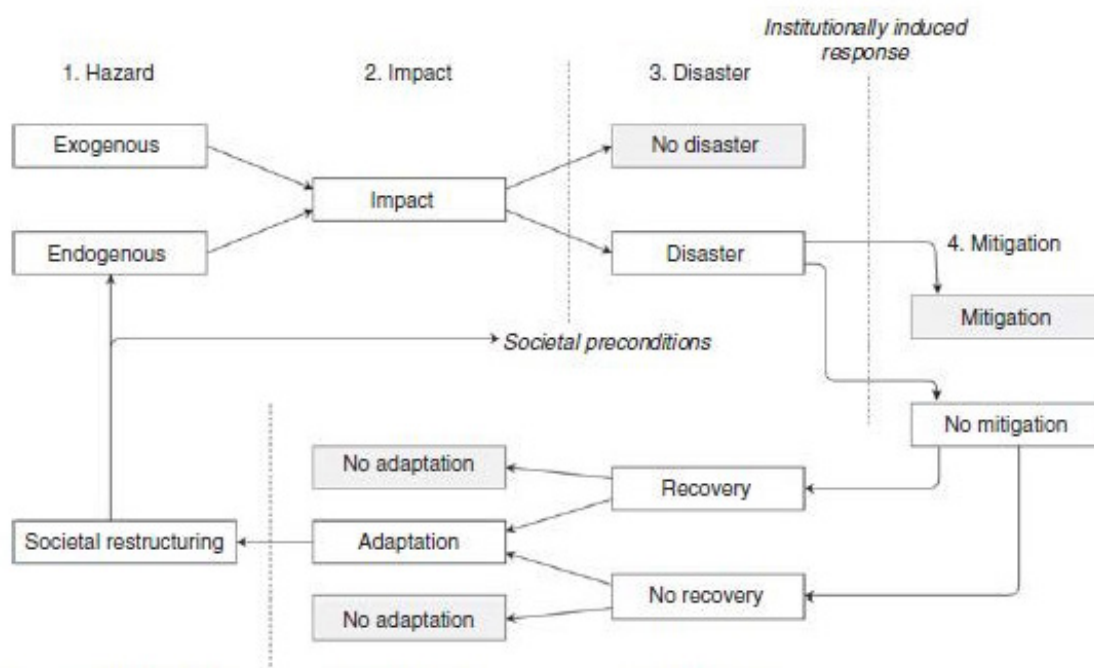 Institutionally induced
response
1. Hazard
2. Impact
3. Disaster
Exogenous
No disaster
Impact
Endogenous
Disaster
4. Mitigation
Mitigation
Societal preconditions
No mitigation
No adaptation
Recovery
Societal restructuring
Adaptation
No recovery
No adaptation